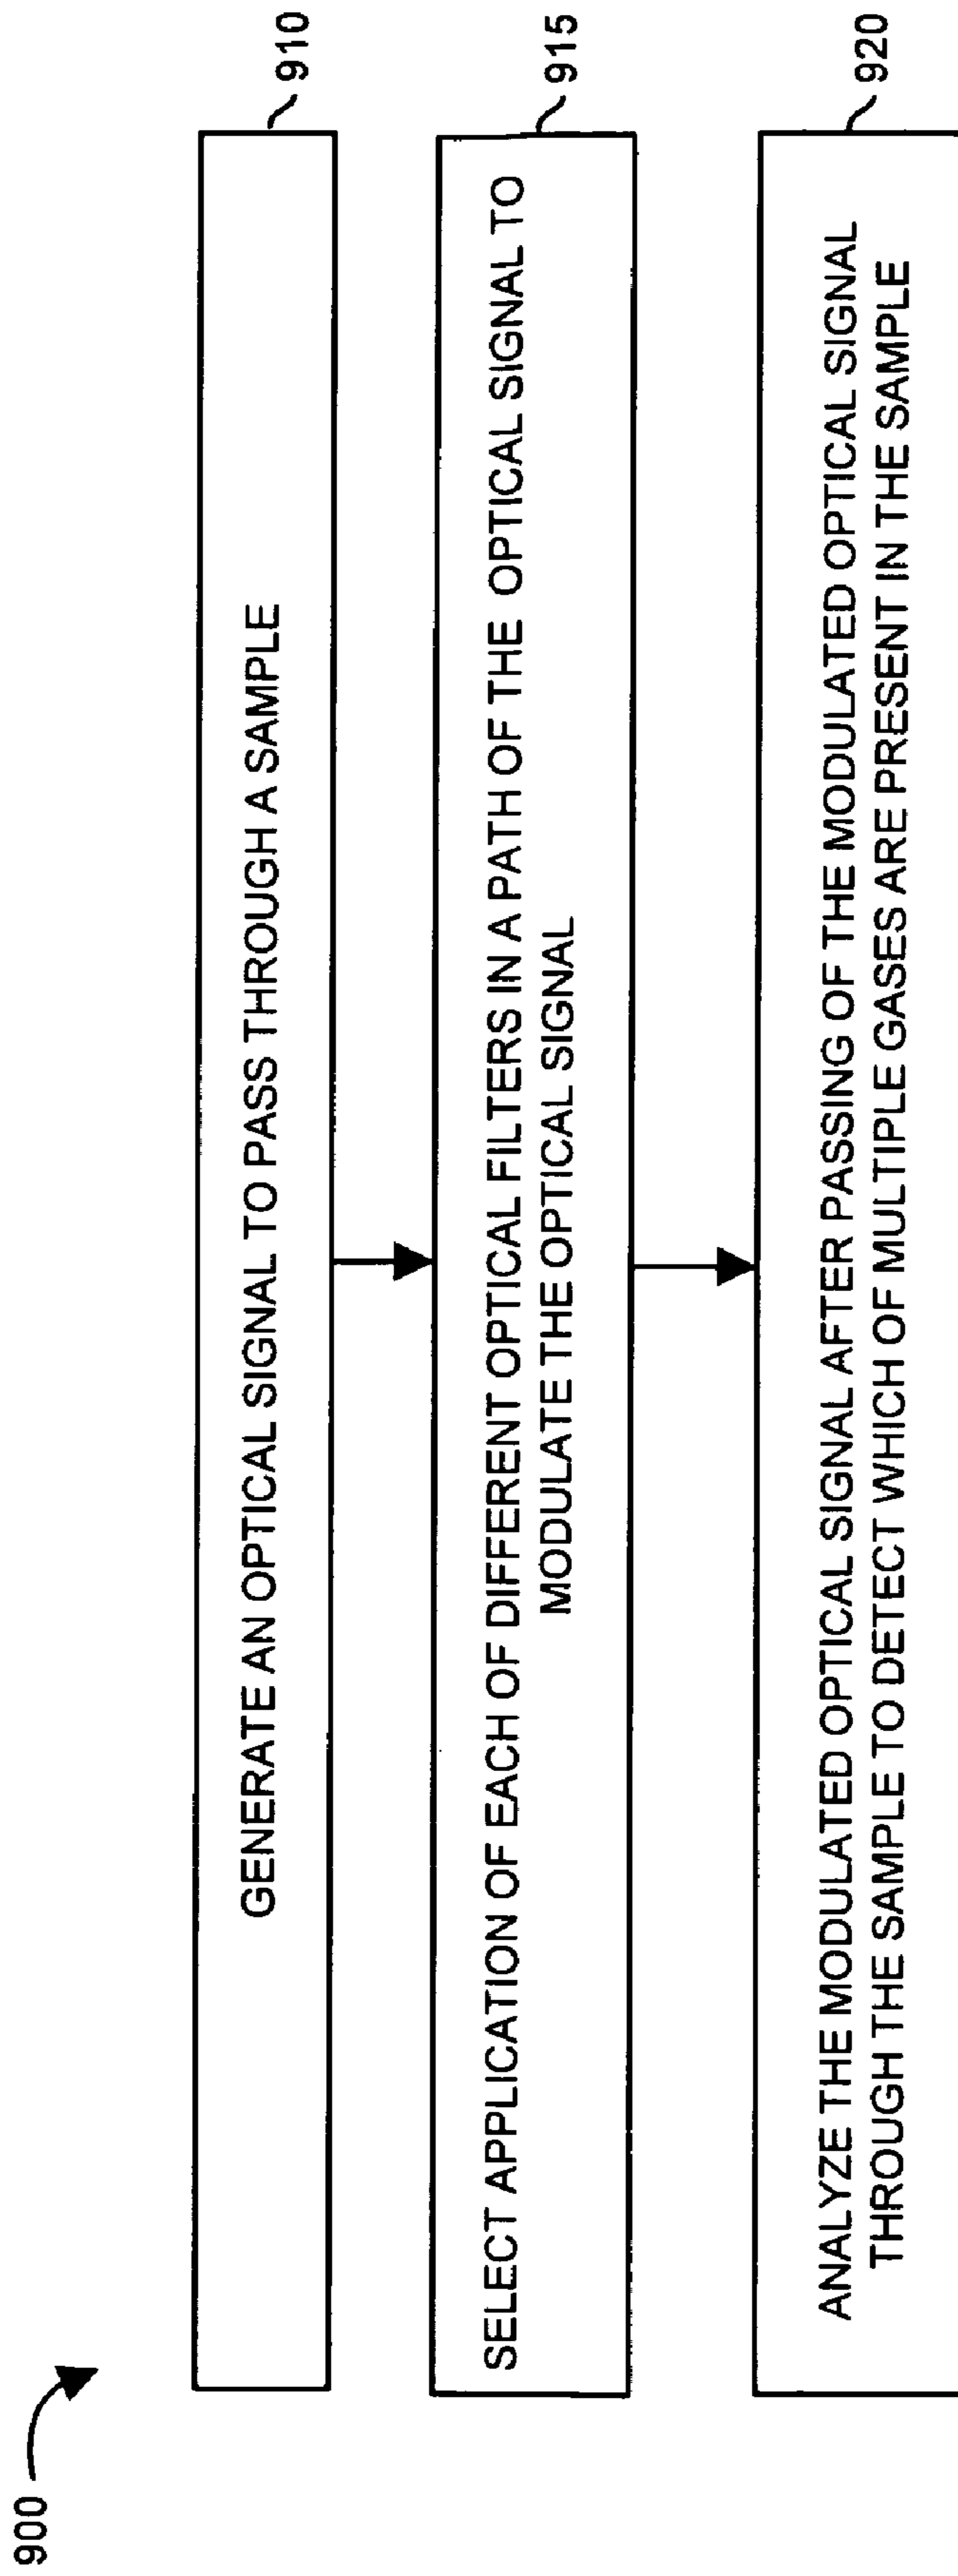 900
910
GENERATE AN OPTICAL SIGNAL TO PASS THROUGH A SAMPLE
915
SELECT APPLICATION OF EACH OF DIFFERENT OPTICAL FILTERS IN A PATH OF THE OPTICAL SIGNAL TO
MODULATE THE OPTICAL SIGNAL
920
ANALYZE THE MODULATED OPTICAL SIGNAL AFTER PASSING OF THE MODULATED OPTICAL SIGNAL
THROUGH THE SAMPLE TO DETECT WHICH OF MULTIPLE GASES ARE PRESENT IN THE SAMPLE